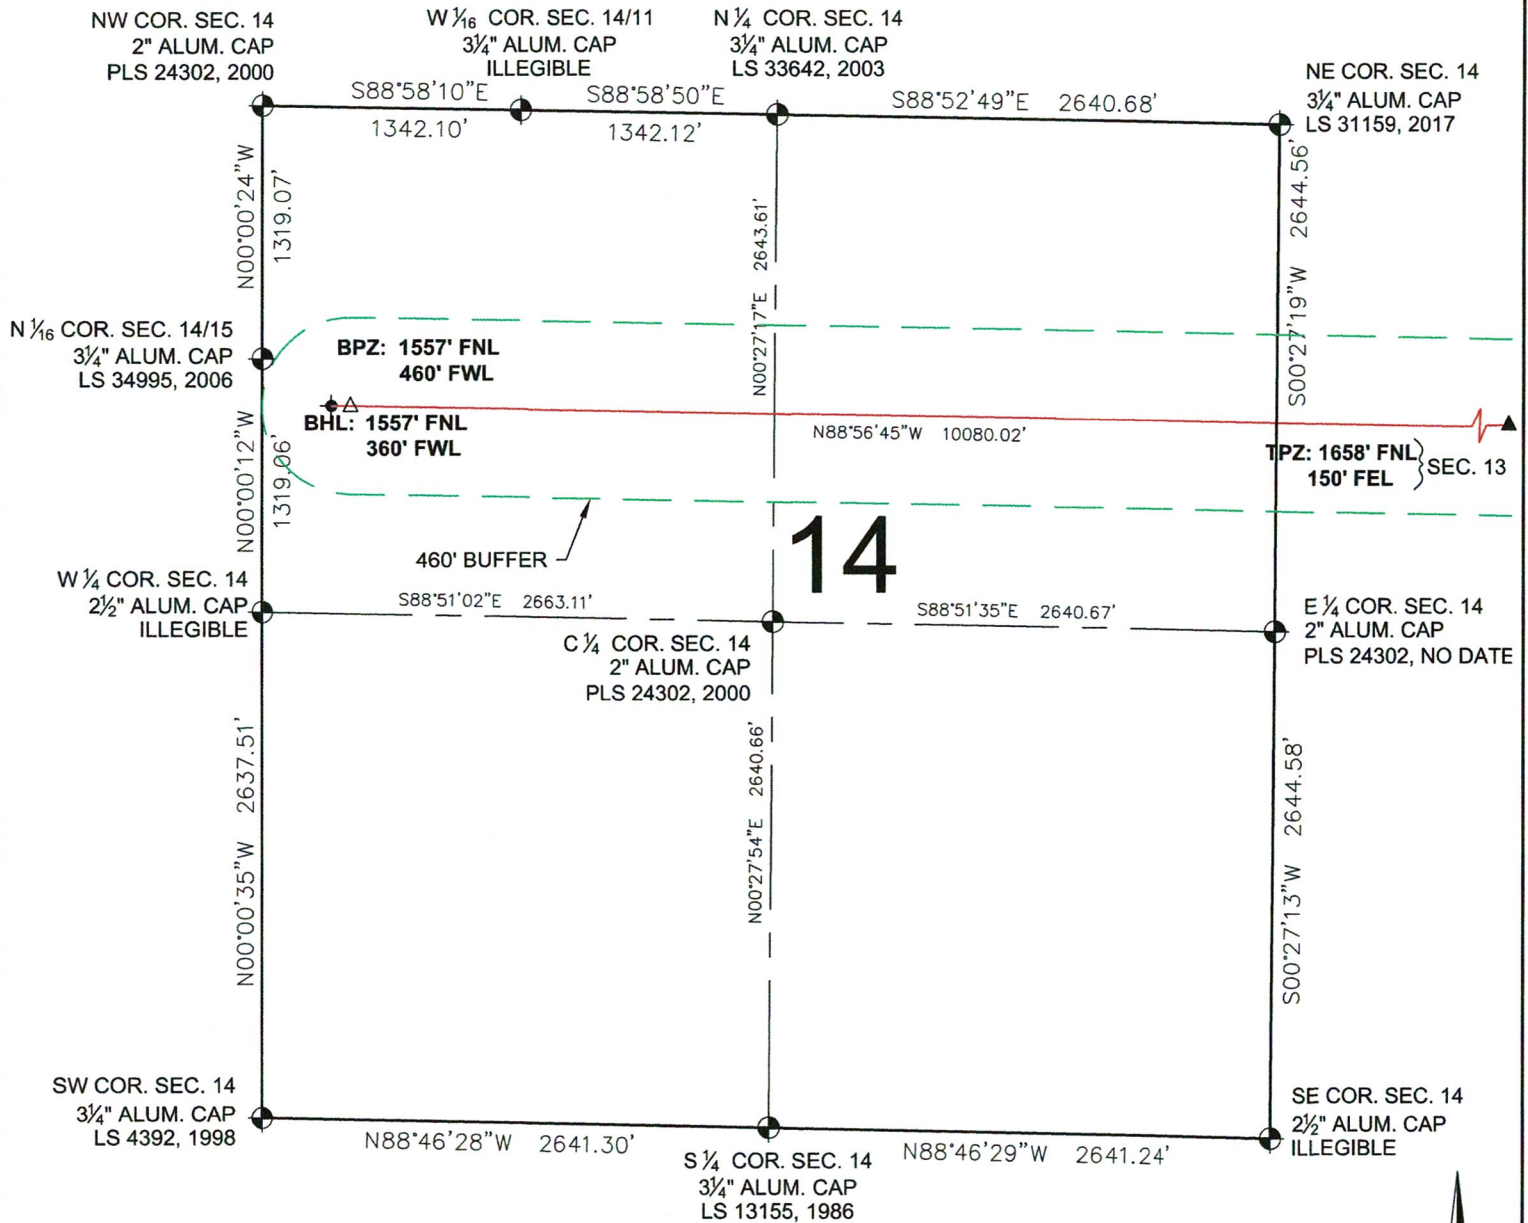 NW COR. SEC. 14
2" ALUM. CAP
PLS 24302, 2000
W 1⁄16 COR. SEC. 14/11
3¼" ALUM. CAP
ILLEGIBLE
N ¼ COR. SEC. 14
3¼" ALUM. CAP
LS 33642, 2003
NE COR. SEC. 14
3¼" ALUM. CAP
LS 31159, 2017
S88°58'10"E
1342.10'
S88°58'50"E
1342.12'
S88°52'49"E 2640.68'
N00°00'24"W
1319.07'
N00°27'17"E 2643.61'
S00°27'19"W 2644.56'
N 1⁄16 COR. SEC. 14/15
3¼" ALUM. CAP
LS 34995, 2006
BPZ: 1557' FNL
460' FWL
BHL: 1557' FNL
360' FWL
N88°56'45"W 10080.02'
TPZ: 1658' FNL
150' FEL
SEC. 13
N00°00'12"W
1319.06'
460' BUFFER
14
W ¼ COR. SEC. 14
2½" ALUM. CAP
ILLEGIBLE
S88°51'02"E 2663.11'
S88°51'35"E 2640.67'
C ¼ COR. SEC. 14
2" ALUM. CAP
PLS 24302, 2000
E ¼ COR. SEC. 14
2" ALUM. CAP
PLS 24302, NO DATE
N00°00'35"W 2637.51'
N00°27'54"E 2640.66'
S00°27'13"W 2644.58'
SW COR. SEC. 14
3¼" ALUM. CAP
LS 4392, 1998
N88°46'28"W 2641.30'
S ¼ COR. SEC. 14
3¼" ALUM. CAP
LS 13155, 1986
N88°46'29"W 2641.24'
SE COR. SEC. 14
2½" ALUM. CAP
ILLEGIBLE